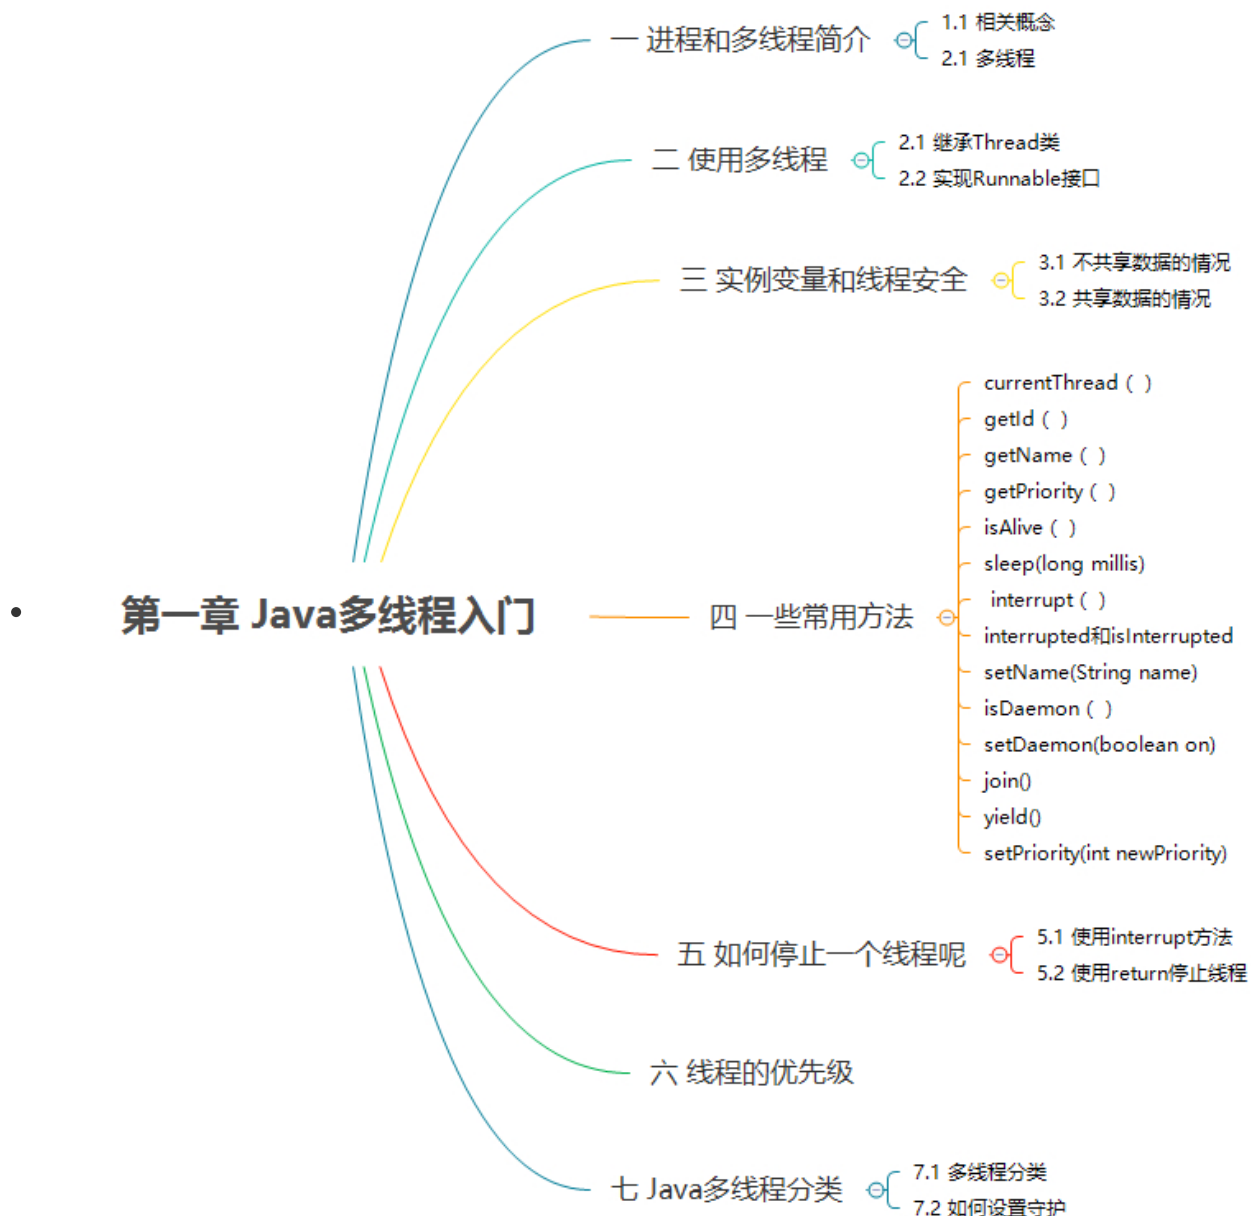 一 进程和多线程简介
1.1 相关概念
2.1 多线程
二 使用多线程
2.1 继承Thread类
2.2 实现Runnable接口
三 实例变量和线程安全
3.1 不共享数据的情况
3.2 共享数据的情况
第一章 Java多线程入门
四 一些常用方法
currentThread（ ）
getId（ ）
getName（ ）
getPriority（ ）
isAlive（ ）
sleep(long millis)
interrupt（ ）
interrupted和isInterrupted
setName(String name)
isDaemon（ ）
setDaemon(boolean on)
join()
yield()
setPriority(int newPriority)
五 如何停止一个线程呢
5.1 使用interrupt方法
5.2 使用return停止线程
六 线程的优先级
七 Java多线程分类
7.1 多线程分类
7.2 如何设置守护